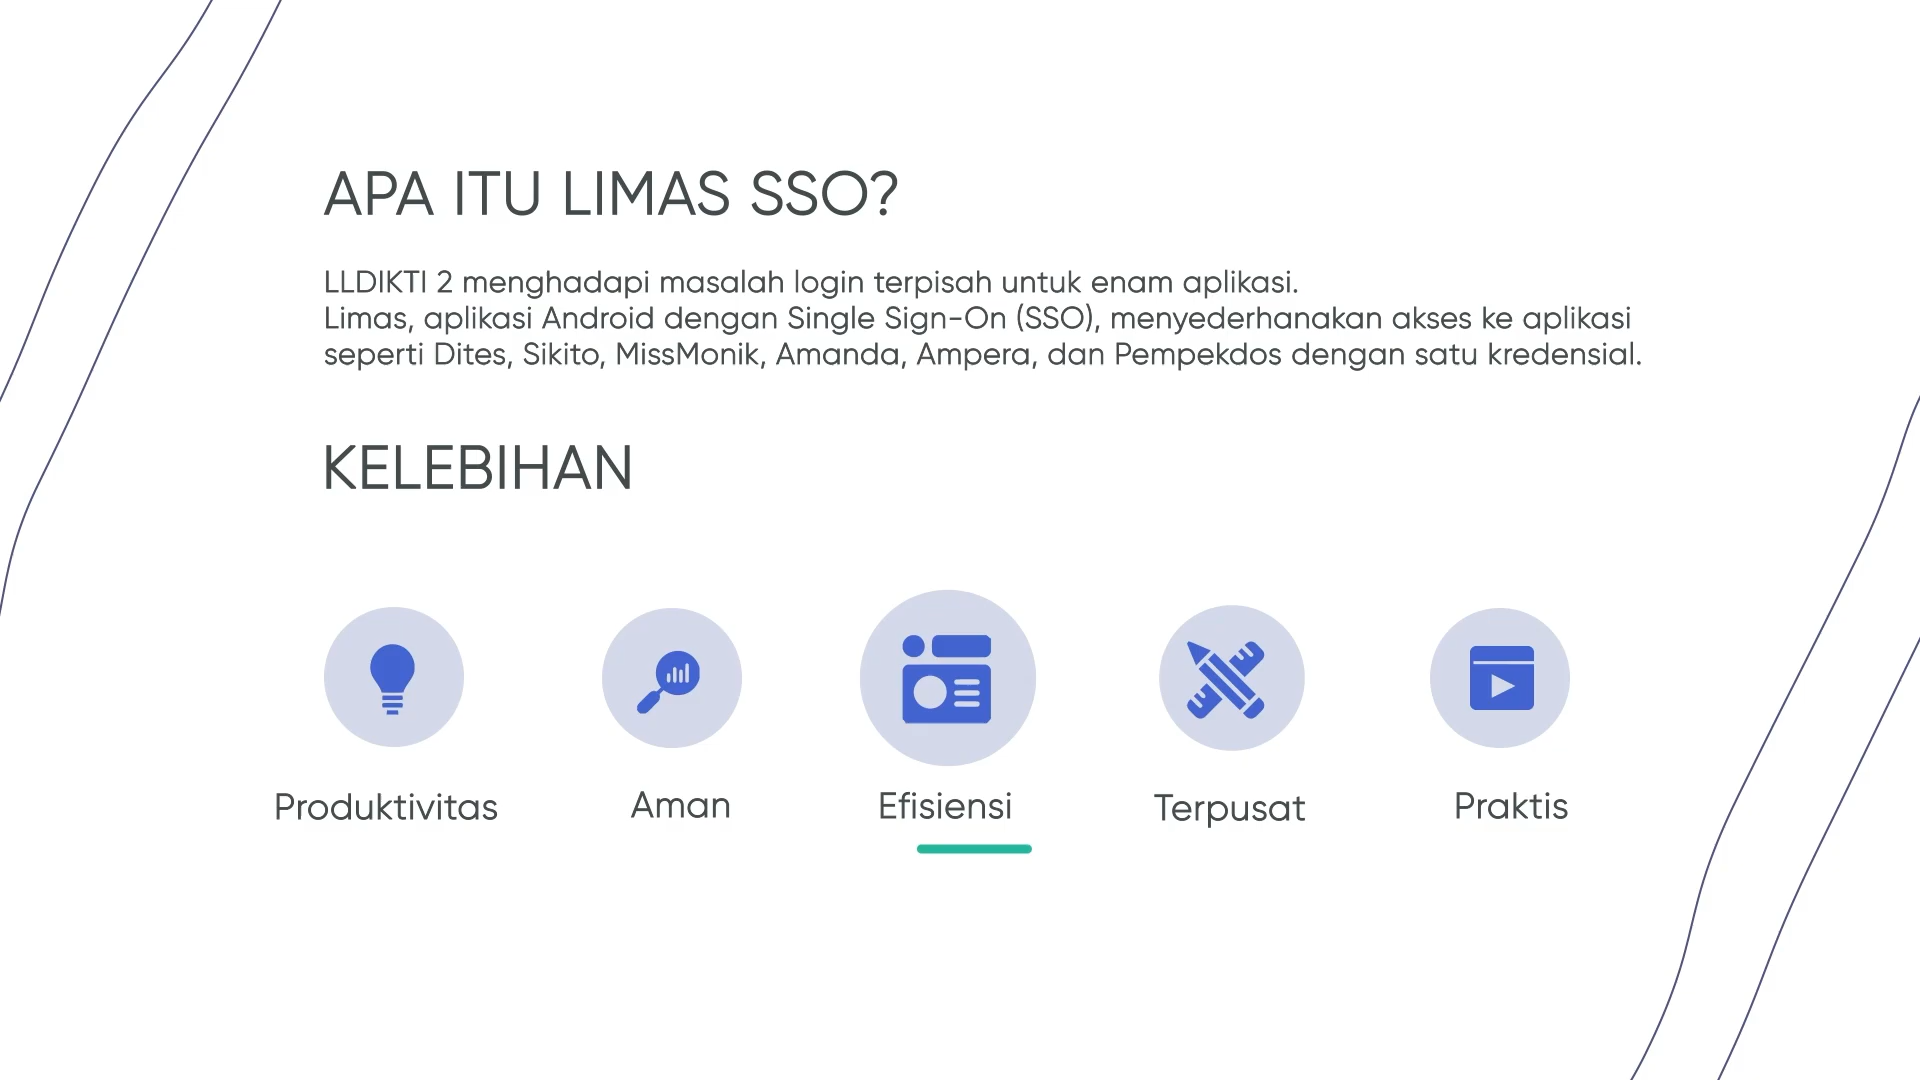 APA ITU LIMAS SSO?
LLDIKTI 2 menghadapi masalah login terpisah untuk enam aplikasi.
Limas, aplikasi Android dengan Single Sign-On (SSO), menyederhanakan akses ke aplikasi
seperti Dites, Sikito, MissMonik, Amanda, Ampera, dan Pempekdos dengan satu kredensial.
KELEBIHAN
Produktivitas
Aman
Efisiensi
Terpusat
Praktis